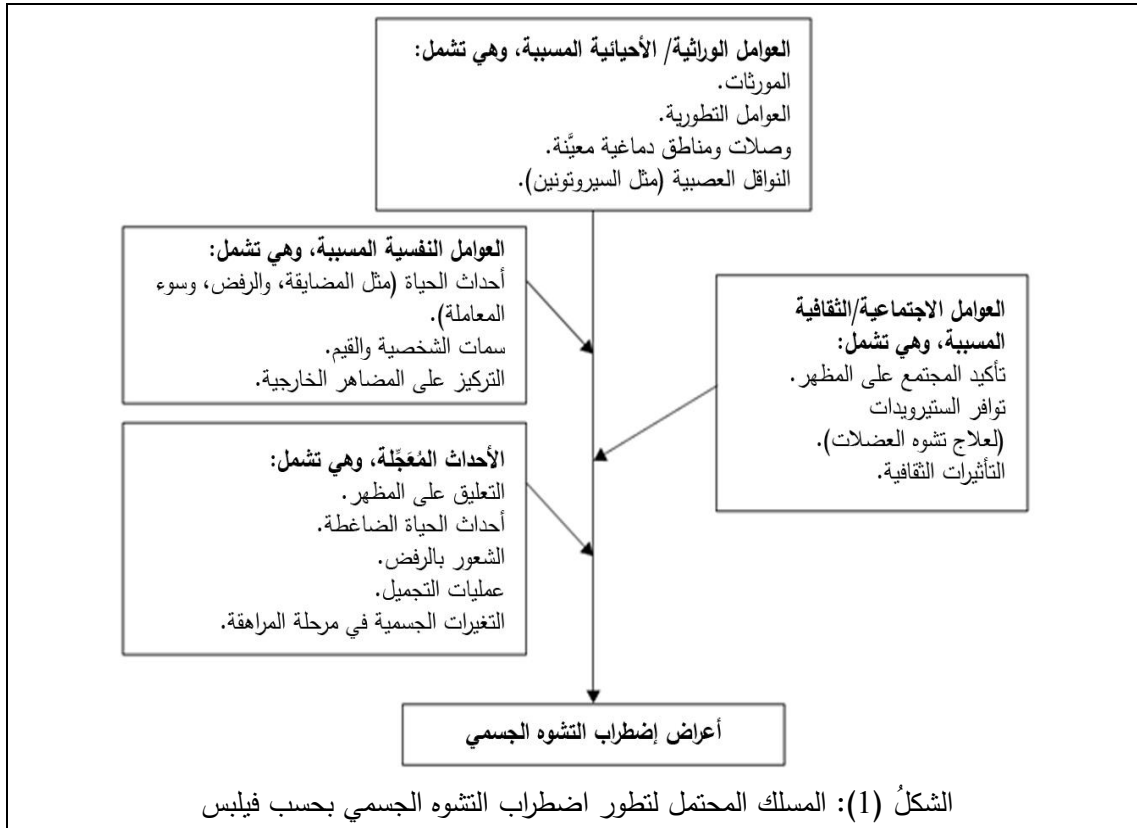 العوامل الوراثية/ الأحيائية المسببة، وهي تشمل:
المورثات.
العوامل التطورية.
وصلات ومناطق دماغية معيَّنة.
النواقل العصبية (مثل السيروتونين).
العوامل النفسية المسببة، وهي تشمل:
أحداث الحياة (مثل المضايقة، والرفض، وسوء
المعاملة).
سمات الشخصية والقيم.
التركيز على المضاهر الخارجية.
العوامل الاجتماعية/الثقافية
المسببة، وهي تشمل:
تأكيد المجتمع على المظهر.
توافر الستيرويدات
(لعلاج تشوه العضلات).
التأثيرات الثقافية.
الأحداث المُعَجِّلة، وهي تشمل:
التعليق على المظهر.
أحداث الحياة الضاغطة.
الشعور بالرفض.
عمليات التجميل.
التغيرات الجسمية في مرحلة المراهقة.
أعراض إضطراب التشوه الجسمي
الشكلُ (1): المسلك المحتمل لتطور اضطراب التشوه الجسمي بحسب فيلبس